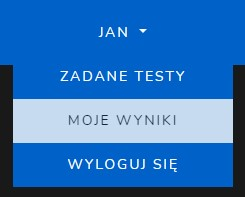 JAN
ZADANE TESTY
MOJE WYNIKI
WYLOGUJ SIĘ